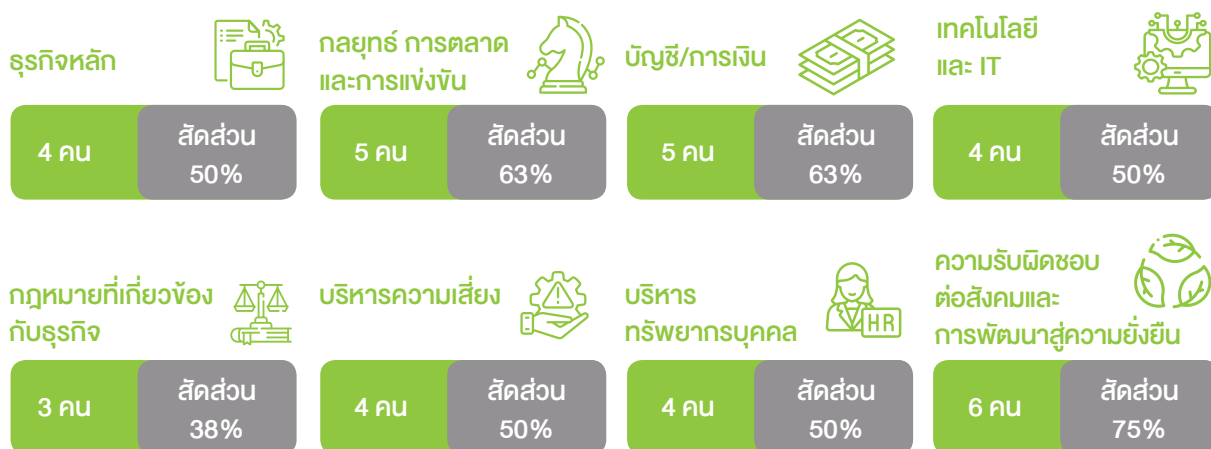 ธุรกิจหลัก
4 คน
สัดส่วน
50%
กลยุทธ์ การตลาด
และการแข่งขัน
5 คน
สัดส่วน
63%
บัญชี/การเงิน
5 คน
สัดส่วน
63%
เทคโนโลยี
และ IT
4 คน
สัดส่วน
50%
กฎหมายที่เกี่ยวข้อง
กับธุรกิจ
3 คน
สัดส่วน
38%
บริหารความเสี่ยง
4 คน
สัดส่วน
50%
บริหาร
ทรัพยากรบุคคล
HR
4 คน
สัดส่วน
50%
ความรับผิดชอบ
ต่อสังคมและ
การพัฒนาสู่ความยั่งยืน
6 คน
สัดส่วน
75%